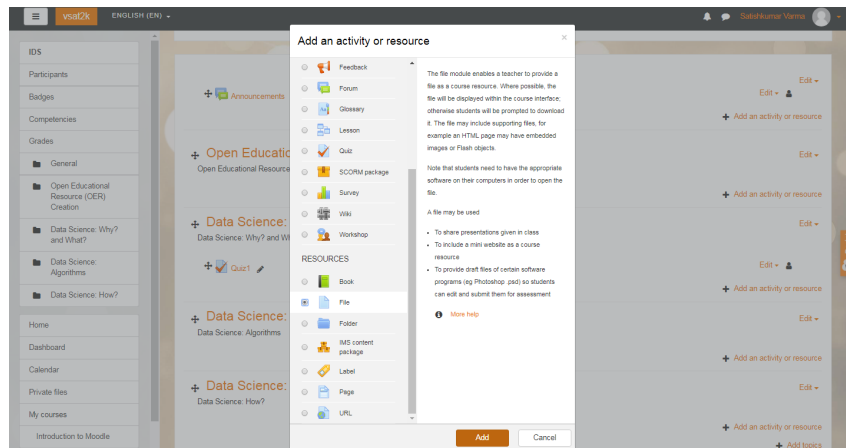 vsat2k ENGLISH (EN) Satishkumar Varma
IDS
Participants
Badges
Competencies
Grades
General
Open Educational
Resource (OER)
Creation
Data Science: Why?
and What?
Data Science:
Algorithms
Data Science: How?
Home
Dashboard
Calendar
Private files
My courses
Introduction to Moodle
Edit
Announcements Edit
+ Add an activity or resource
Open Educatio Edit
Open Educational Resource
+ Add an activity or resource
Data Science: Edit
Data Science: Why? and Wh
Quiz1 Edit
+ Add an activity or resource
Data Science: Edit
Data Science: Algorithms
+ Add an activity or resource
Data Science: Edit
Data Science: How?
+ Add an activity or resource
+ Add topics
Add an activity or resource ×
Feedback
Forum
Glossary
Lesson
Quiz
SCORM package
Survey
Wiki
Workshop
RESOURCES
Book
File
Folder
IMS content
package
Label
Page
URL
The file module enables a teacher to provide a
file as a course resource. Where possible, the
file will be displayed within the course interface;
otherwise students will be prompted to download
it. The file may include supporting files, for
example an HTML page may have embedded
images or Flash objects.
Note that students need to have the appropriate
software on their computers in order to open the
file.
A file may be used
• To share presentations given in class
• To include a mini website as a course
resource
• To provide draft files of certain software
programs (eg Photoshop .psd) so students
can edit and submit them for assessment
More help
Add Cancel